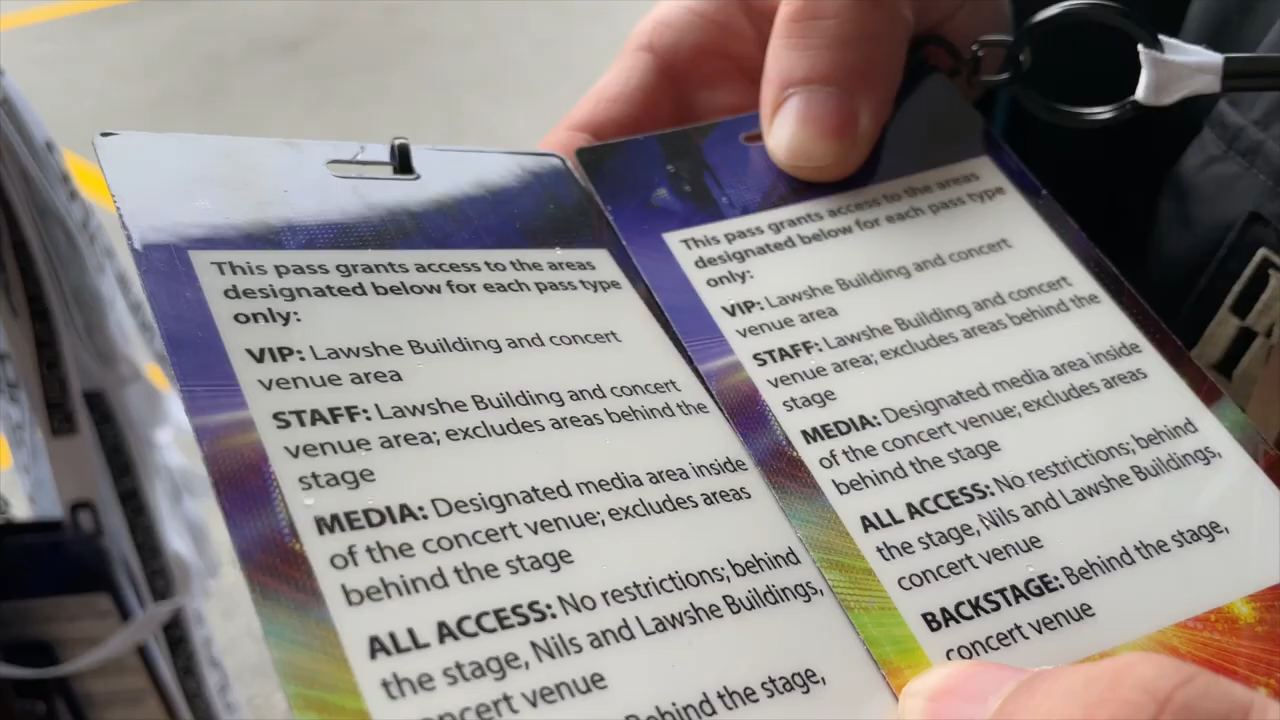 This pass grants access to the areas
designated below for each pass type
only:
VIP: Lawshe Building and concert
venue area
STAFF: Lawshe Building and concert
venue area; excludes areas behind the
stage
MEDIA: Designated media area inside
of the concert venue; excludes areas
behind the stage
ALL ACCESS: No restrictions; behind
the stage, Nils and Lawshe Buildings,
concert venue
Behind the stage,
This pass grants access to the areas
designated below for each pass type
only:
VIP: Lawshe Building and concert
venue area
STAFF: Lawshe Building and concert
venue area; excludes areas behind the
stage
MEDIA: Designated media area inside
of the concert venue; excludes areas
behind the stage
ALL ACCESS: No restrictions; behind
the stage, Nils and Lawshe Buildings,
concert venue
BACKSTAGE: Behind the stage,
concert venue